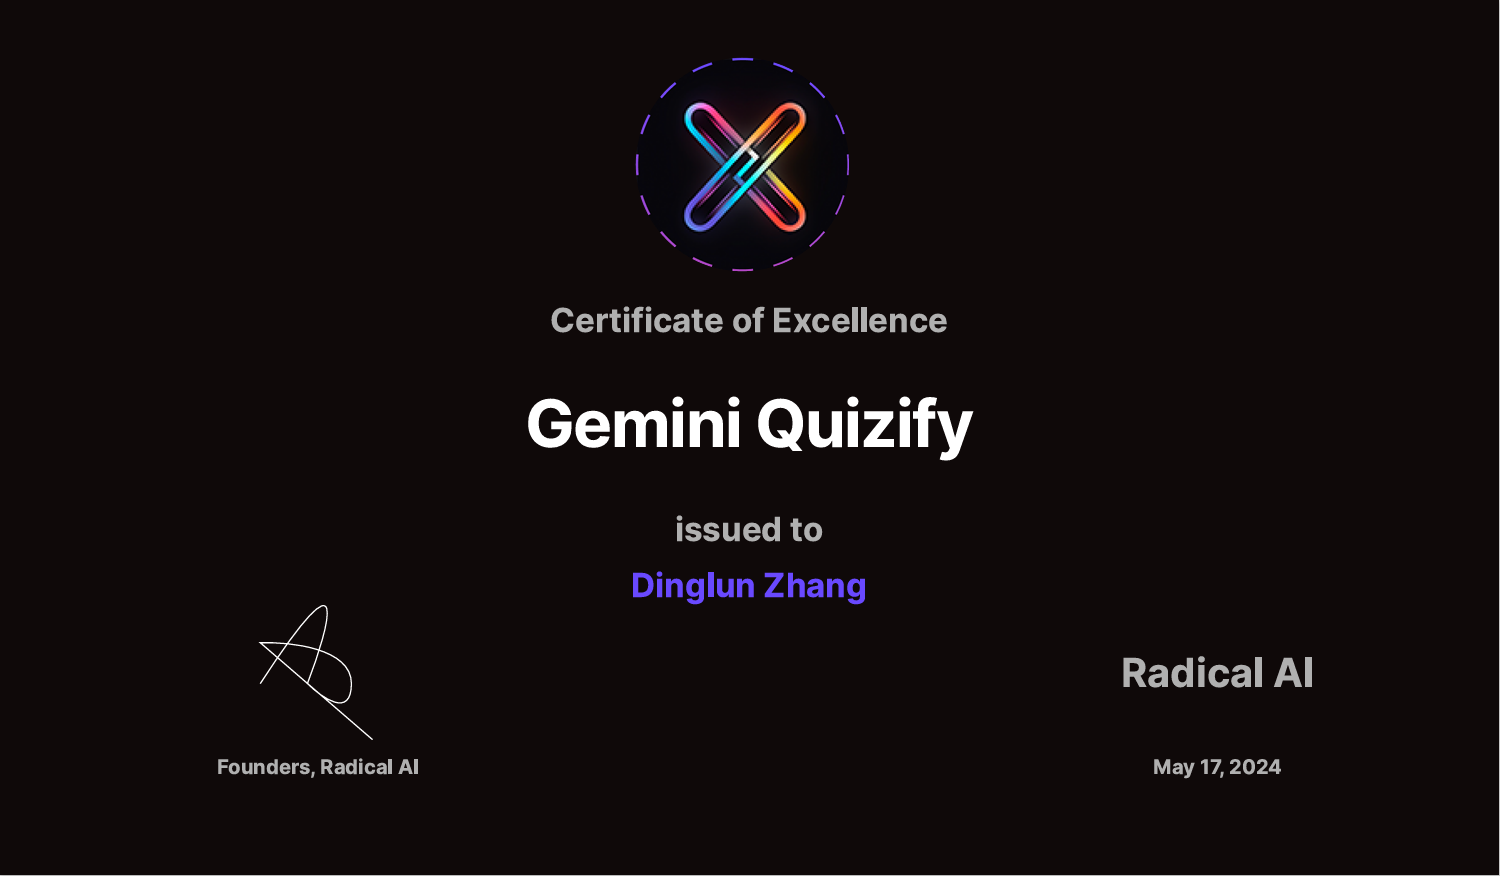 Certificate of Excellence
Gemini Quizify
issued to
Dinglun Zhang
Radical AI
Founders, Radical AI
May 17, 2024